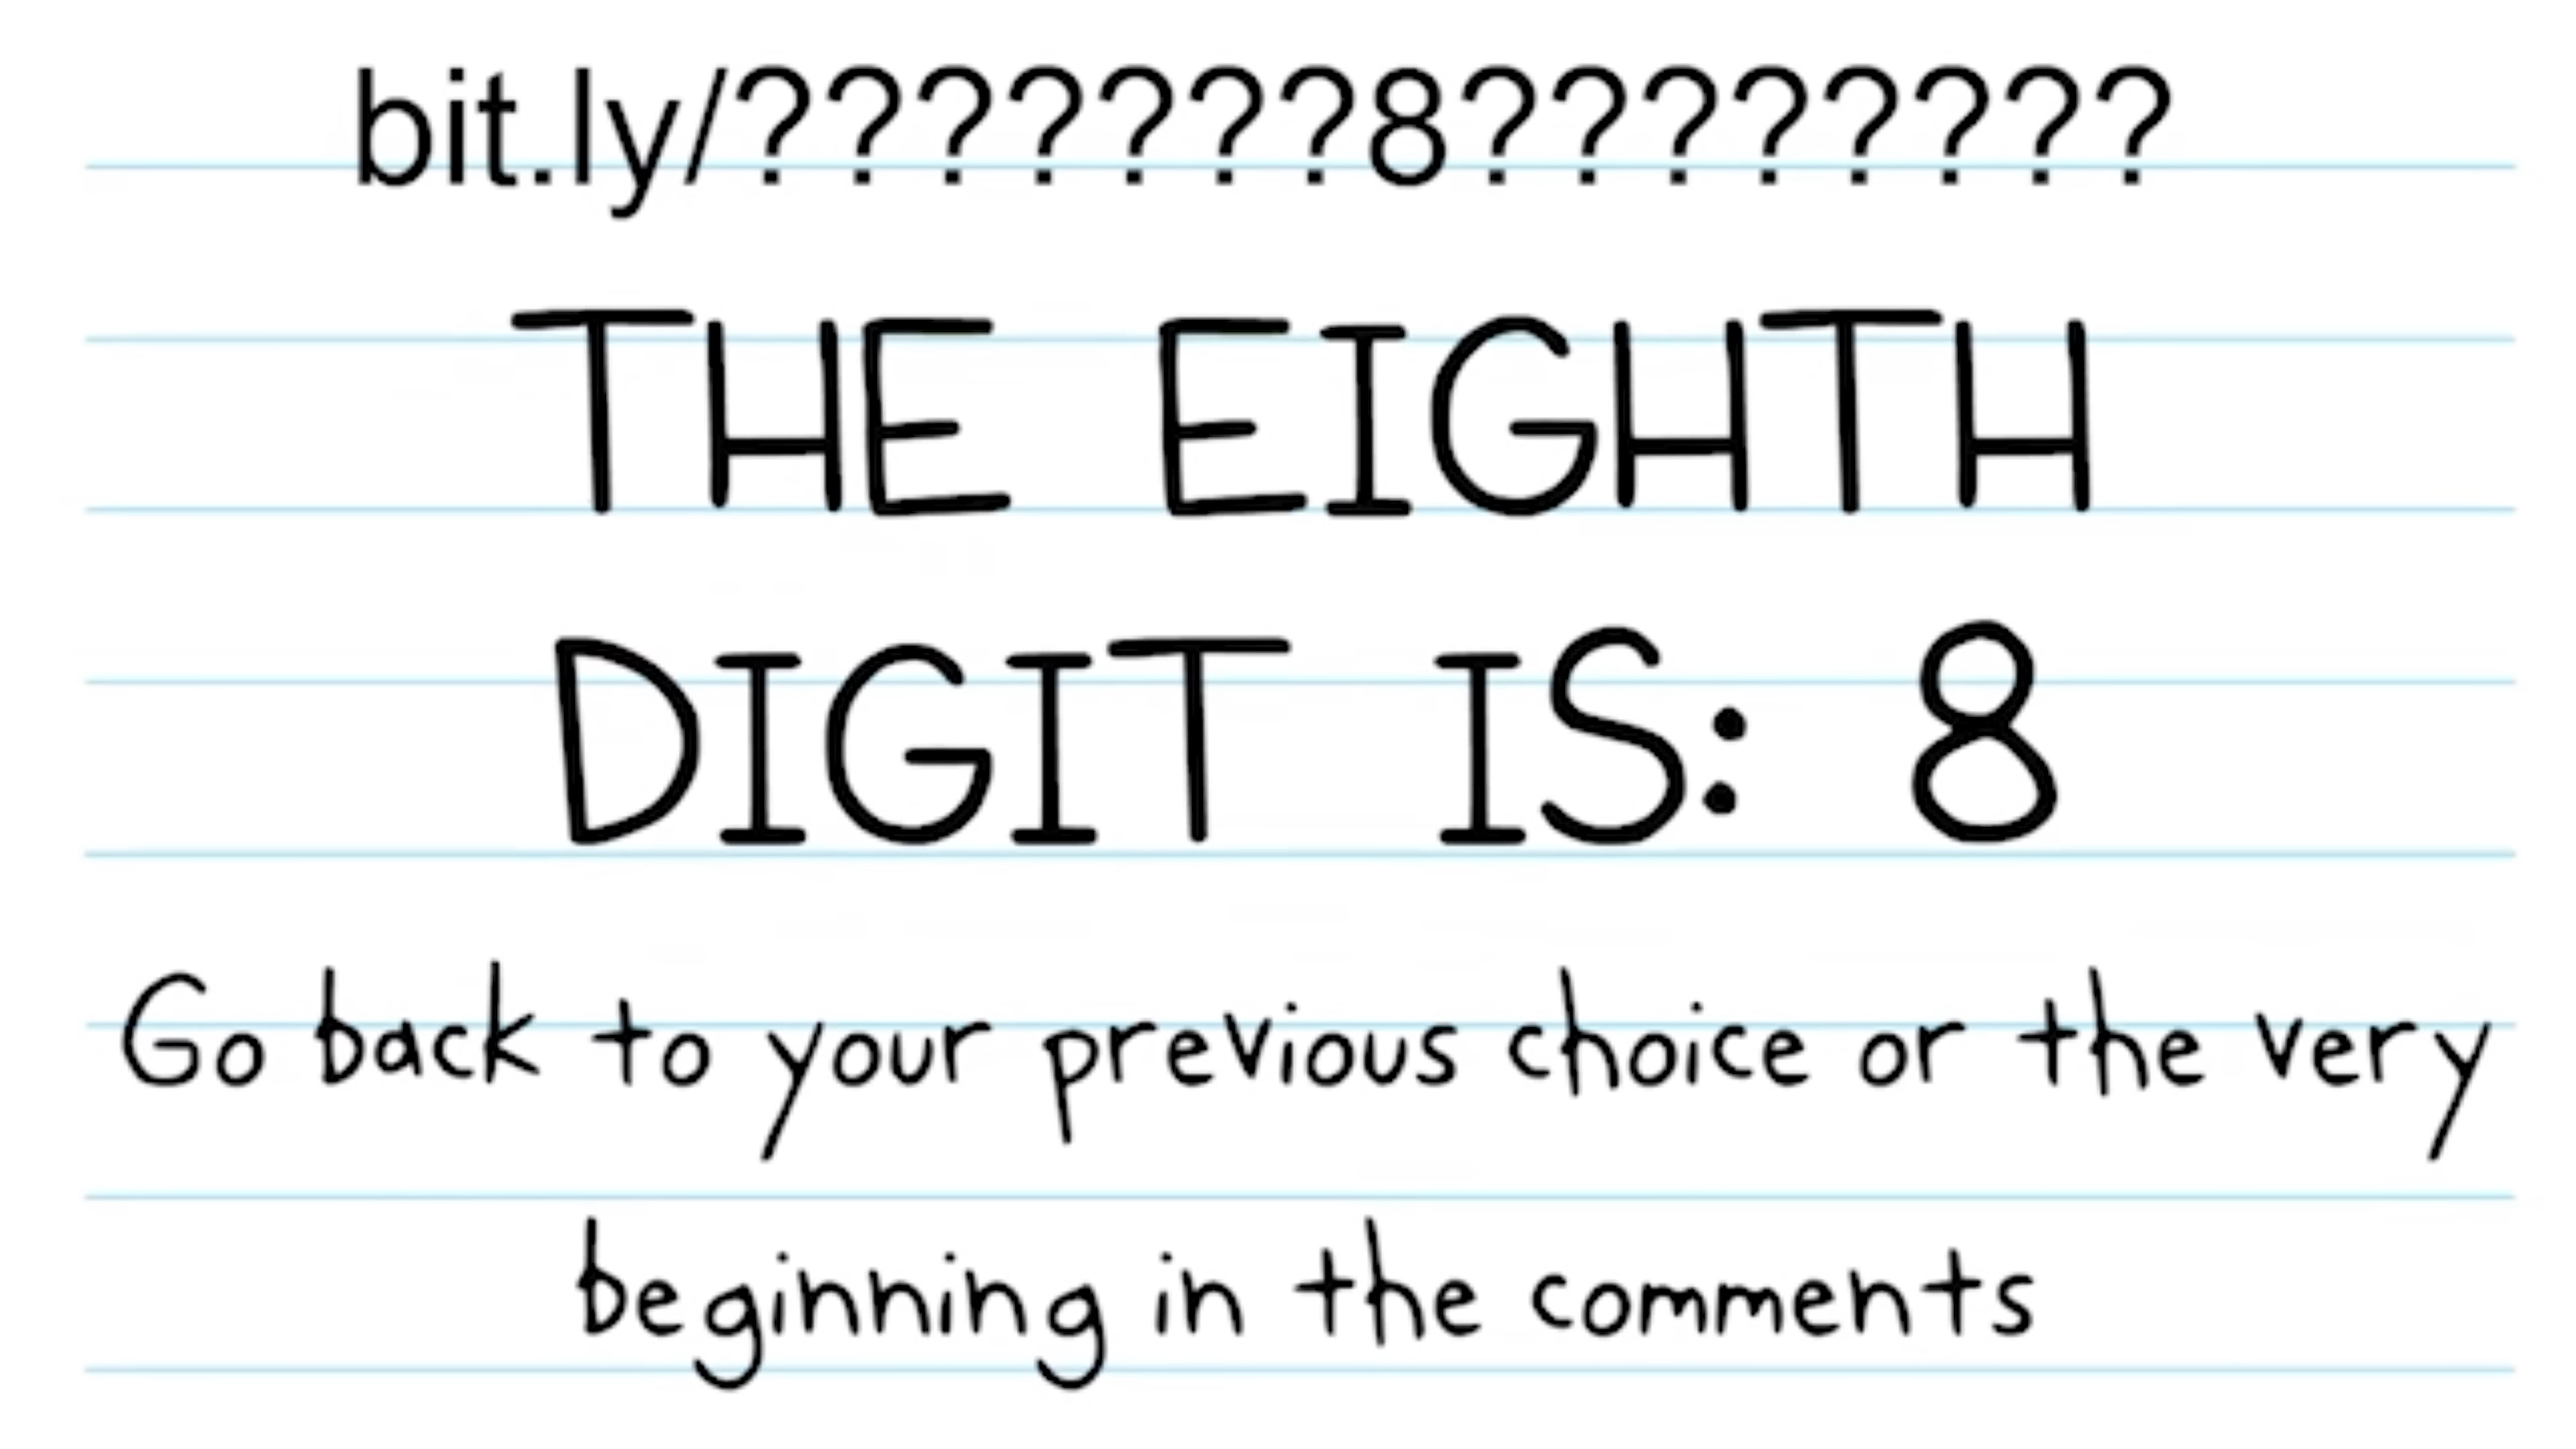 bit.ly/???????8????????
THE EIGHTH
DIGIT IS: 8
Go back to your previous choice or the very
beginning in the comments